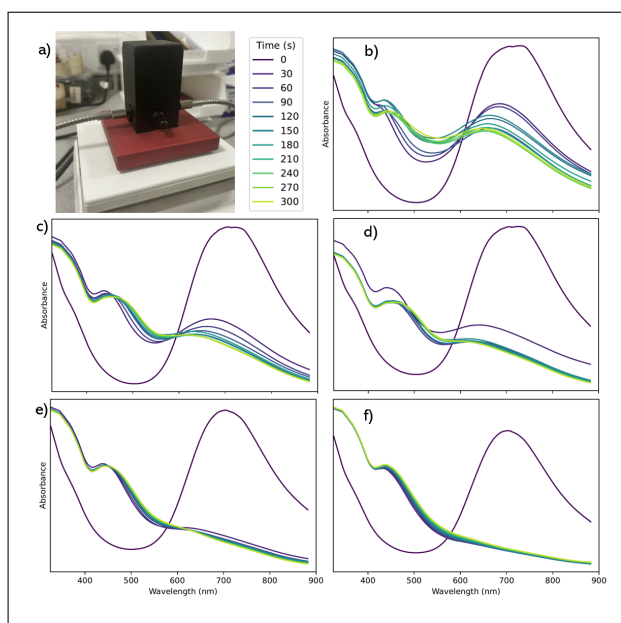 a)
Time (s)
0
30
60
90
120
150
180
210
240
270
300
b)
c)
Absorbance
d)
Absorbance
e)
Absorbance
400 500 600 700 800 900
Wavelength (nm)
f)
400 500 600 700 800 900
Wavelength (nm)